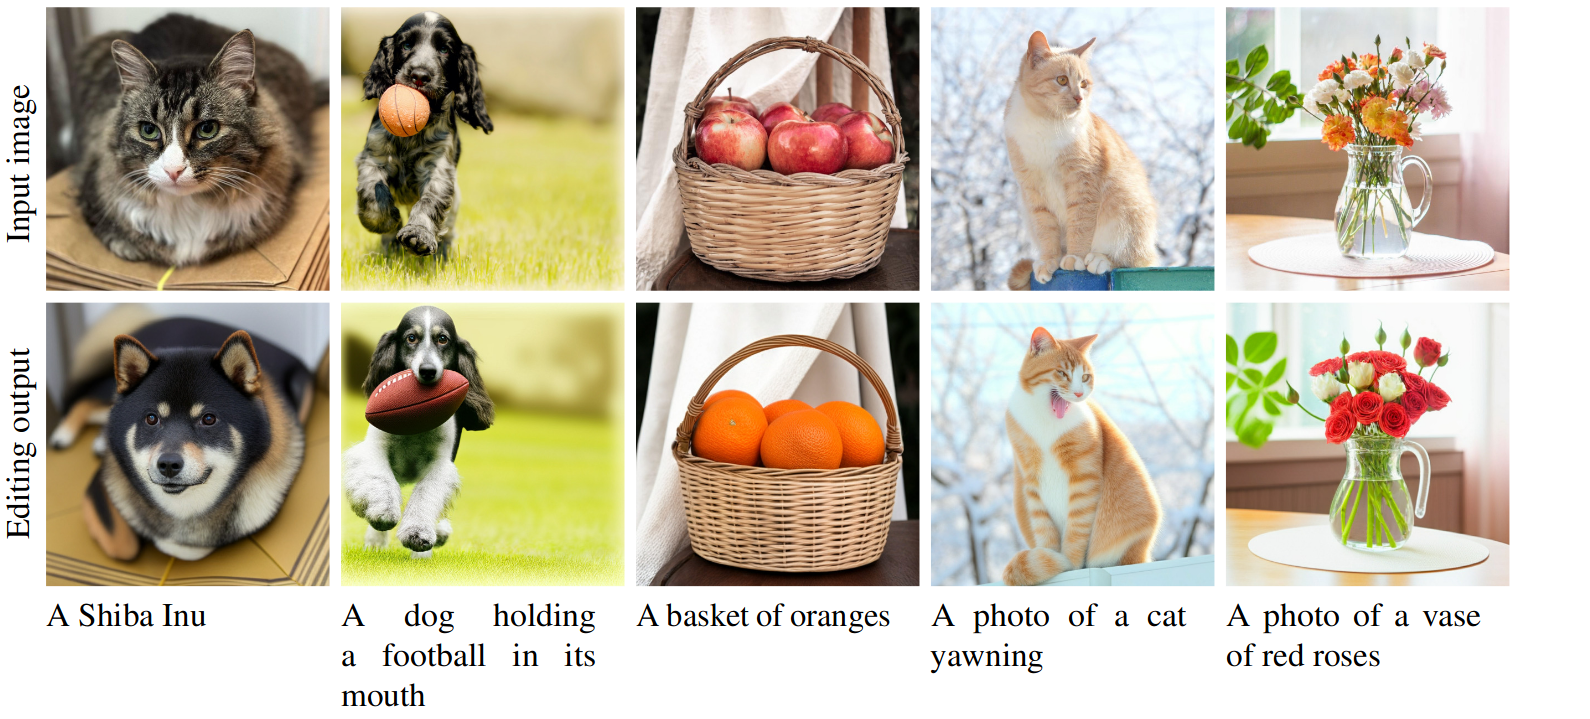 Input image
Editing output
A Shiba Inu
A dog holding
a football in its
mouth
A basket of oranges
A photo of a cat
yawning
A photo of a vase
of red roses